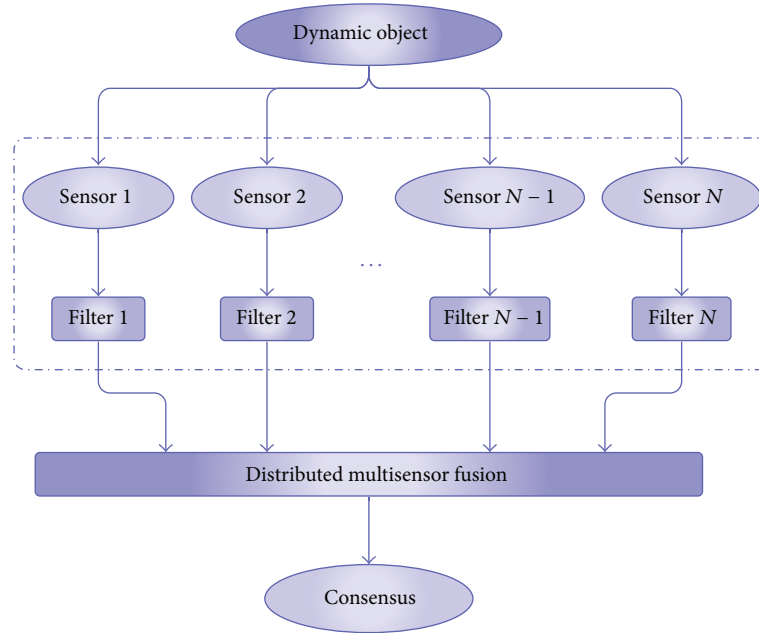 Dynamic object
Sensor 1
Sensor 2
Sensor N − 1
Sensor N
...
Filter 1
Filter 2
Filter N − 1
Filter N
Distributed multisensor fusion
Consensus